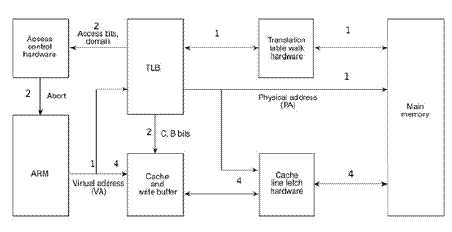 2
Access bits,
domain
Access
control
hardware
1
Translation
table walk
hardware
1
TLB
1
2
Abort
Physical address
(PA)
Main
memory
2
C, B bits
ARM
1
4
Virtual address
(VA)
Cache
and
write buffer
4
Cache
line fetch
hardware
4